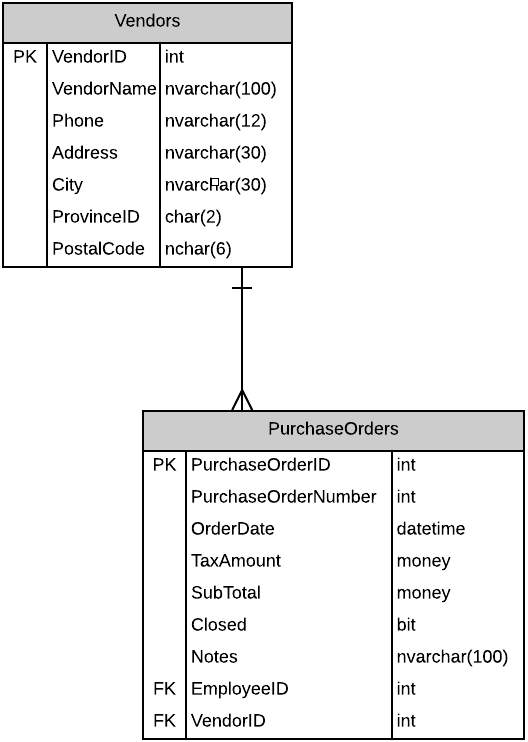 Vendors
PK VendorID int
VendorName nvarchar(100)
Phone nvarchar(12)
Address nvarchar(30)
City nvarchar(30)
ProvinceID char(2)
PostalCode nchar(6)
PurchaseOrders
PK PurchaseOrderID int
PurchaseOrderNumber int
OrderDate datetime
TaxAmount money
SubTotal money
Closed bit
Notes nvarchar(100)
FK EmployeeID int
FK VendorID int